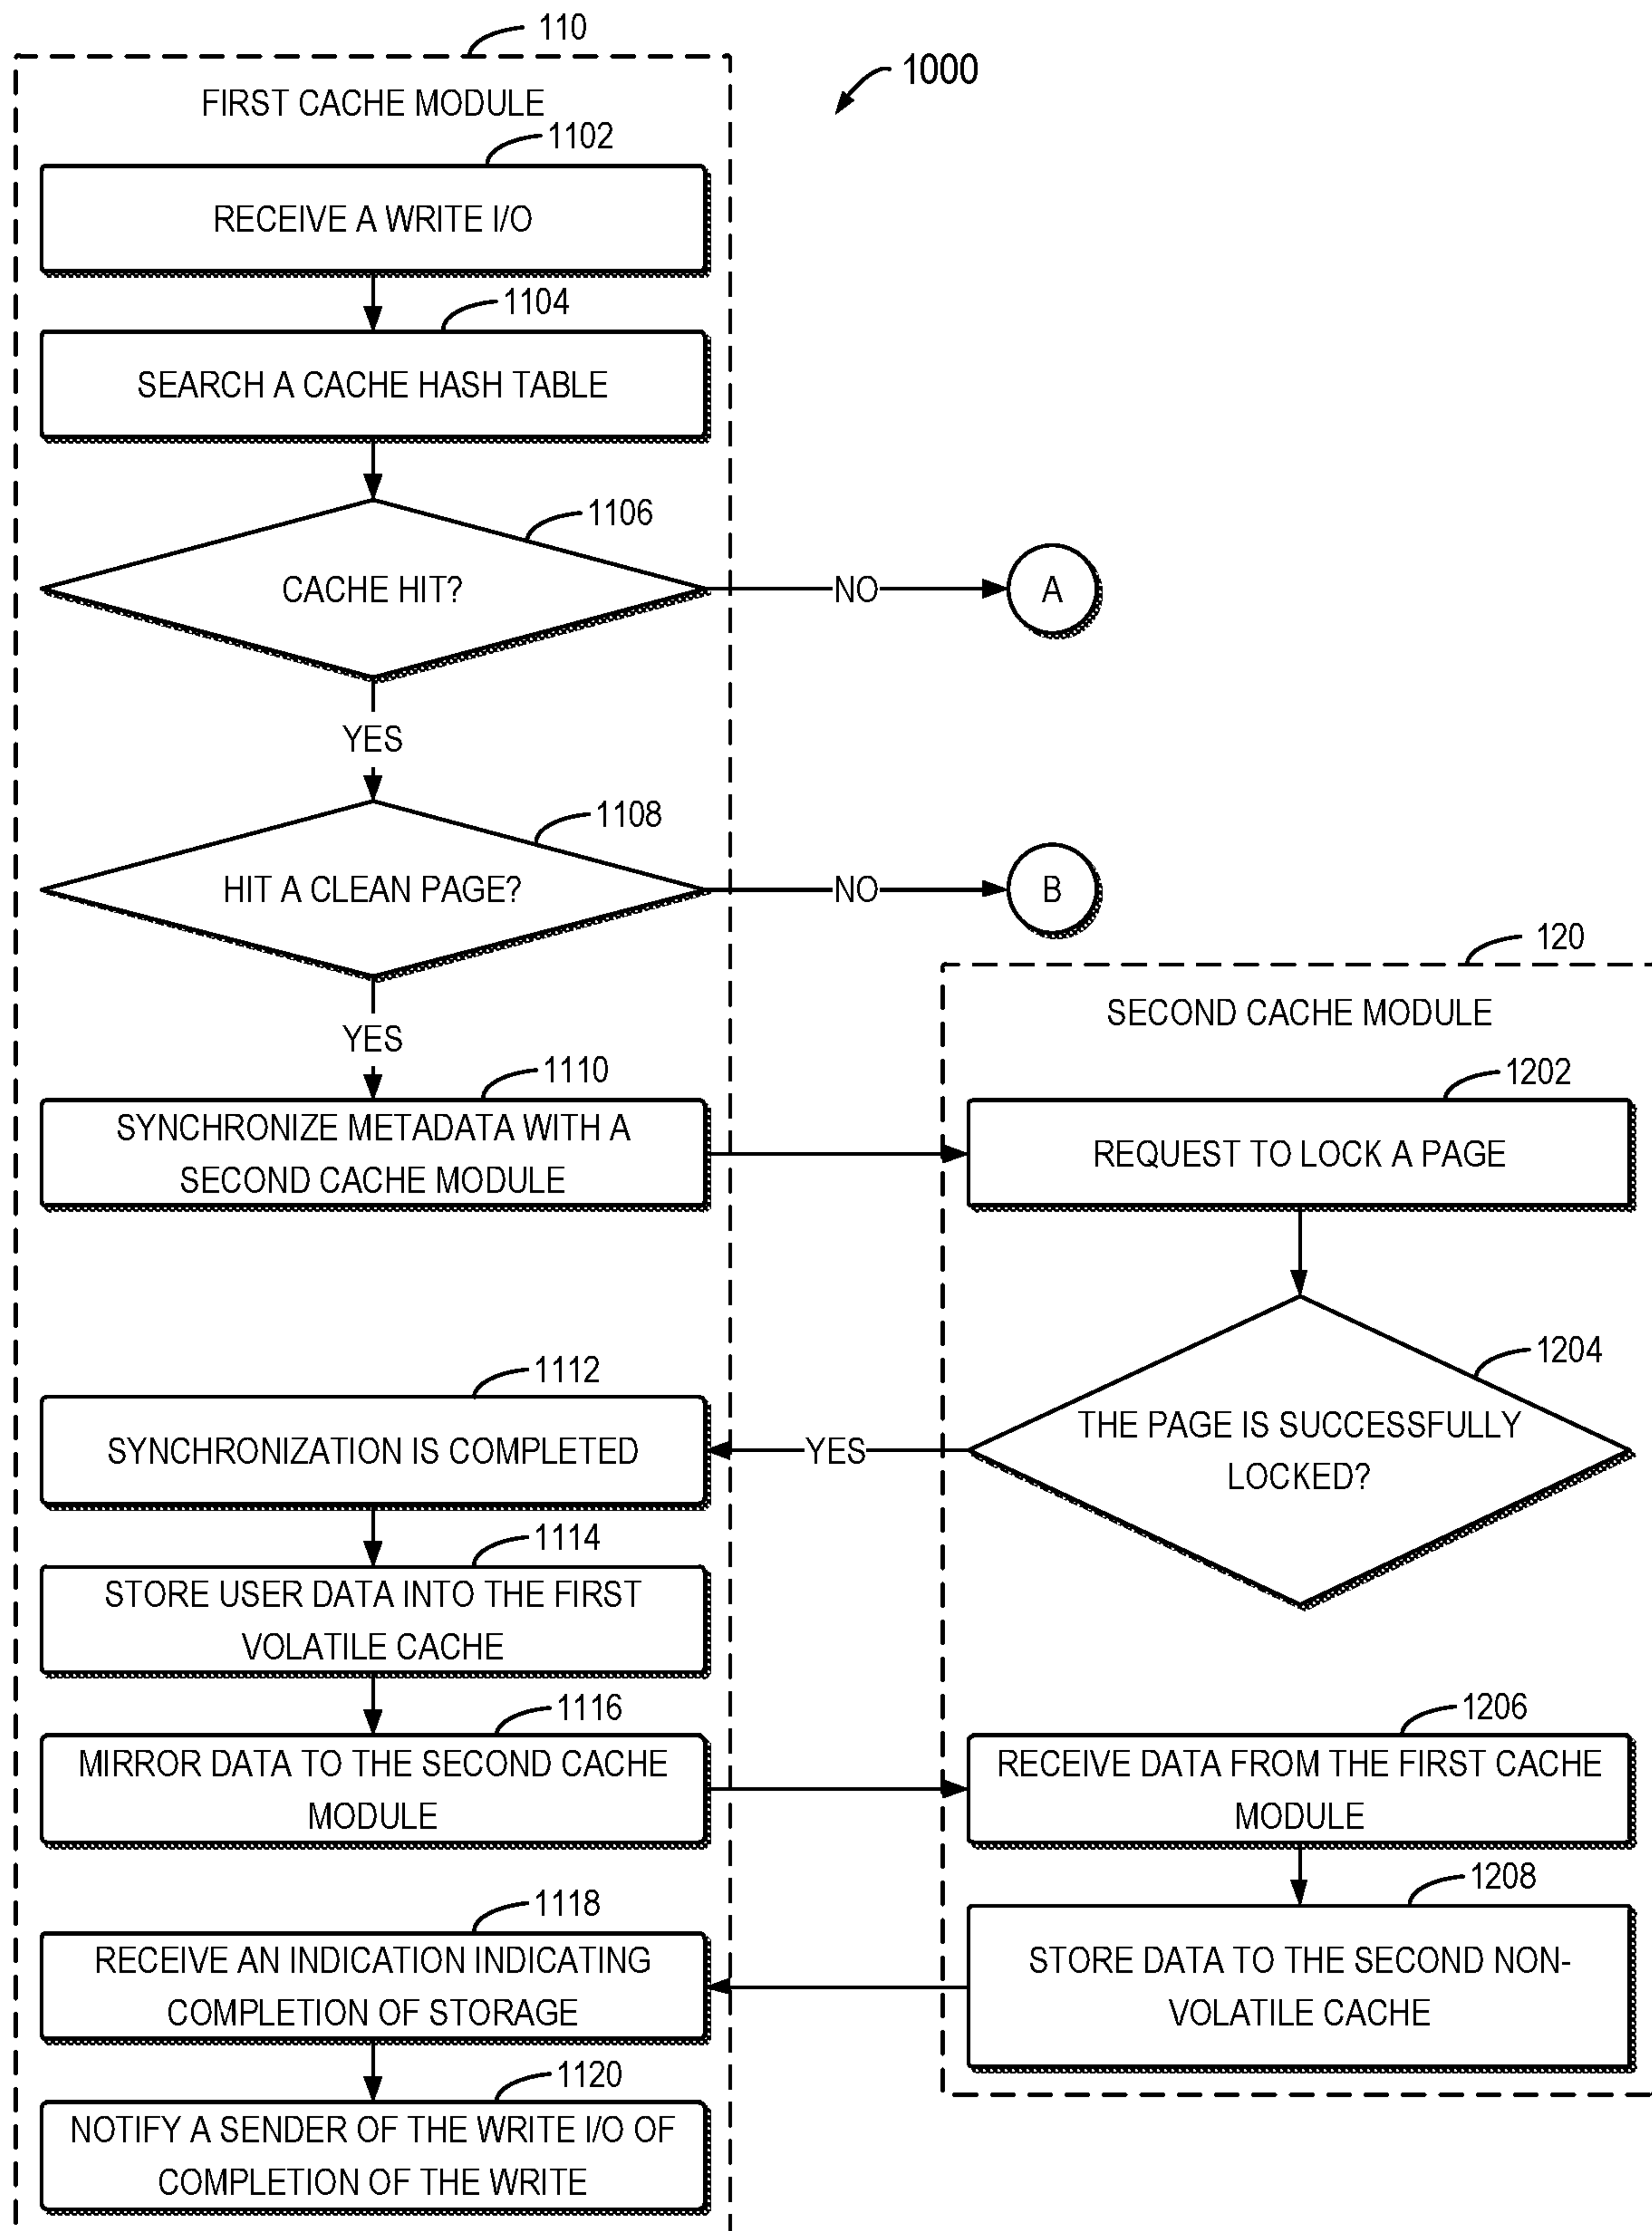 110
1000
FIRST CACHE MODULE
1102
RECEIVE A WRITE I/O
1104
SEARCH A CACHE HASH TABLE
1106
CACHE HIT?
NO
A
YES
1108
HIT A CLEAN PAGE?
NO
B
YES
120
SECOND CACHE MODULE
1110
SYNCHRONIZE METADATA WITH A
SECOND CACHE MODULE
1202
REQUEST TO LOCK A PAGE
1204
THE PAGE IS SUCCESSFULLY
LOCKED?
YES
1112
SYNCHRONIZATION IS COMPLETED
1114
STORE USER DATA INTO THE FIRST
VOLATILE CACHE
1116
MIRROR DATA TO THE SECOND CACHE
MODULE
1206
RECEIVE DATA FROM THE FIRST CACHE
MODULE
1208
STORE DATA TO THE SECOND NON-
VOLATILE CACHE
1118
RECEIVE AN INDICATION INDICATING
COMPLETION OF STORAGE
1120
NOTIFY A SENDER OF THE WRITE I/O OF
COMPLETION OF THE WRITE